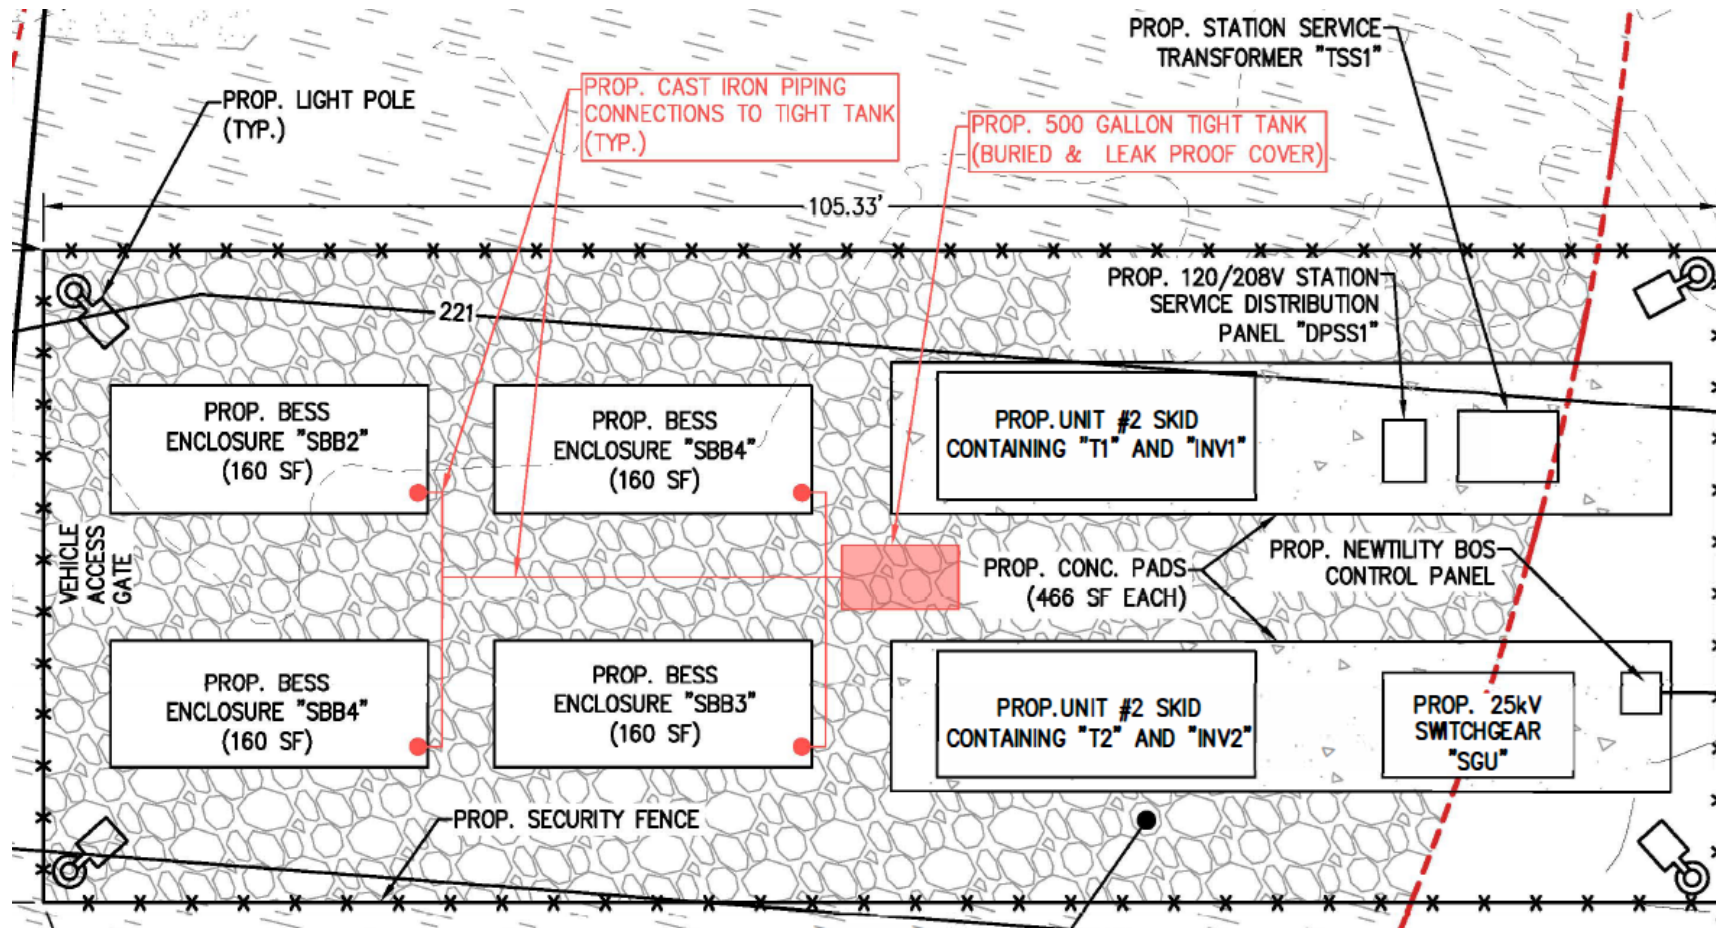 PROP. STATION SERVICE
TRANSFORMER "TSS1"
PROP. LIGHT POLE
(TYP.)
PROP. CAST IRON PIPING
CONNECTIONS TO TIGHT TANK
(TYP.)
PROP. 500 GALLON TIGHT TANK
(BURIED & LEAK PROOF COVER)
105.33'
PROP. 120/208V STATION
SERVICE DISTRIBUTION
PANEL "DPSS1"
221
PROP. BESS
ENCLOSURE "SBB2"
(160 SF)
PROP. BESS
ENCLOSURE "SBB4"
(160 SF)
PROP.UNIT #2 SKID
CONTAINING "T1" AND "INV1"
VEHICLE
ACCESS
GATE
PROP. CONC. PADS
(466 SF EACH)
PROP. NEWTILITY BOS
CONTROL PANEL
PROP. BESS
ENCLOSURE "SBB4"
(160 SF)
PROP. BESS
ENCLOSURE "SBB3"
(160 SF)
PROP.UNIT #2 SKID
CONTAINING "T2" AND "INV2"
PROP. 25kV
SWITCHGEAR
"SGU"
PROP. SECURITY FENCE